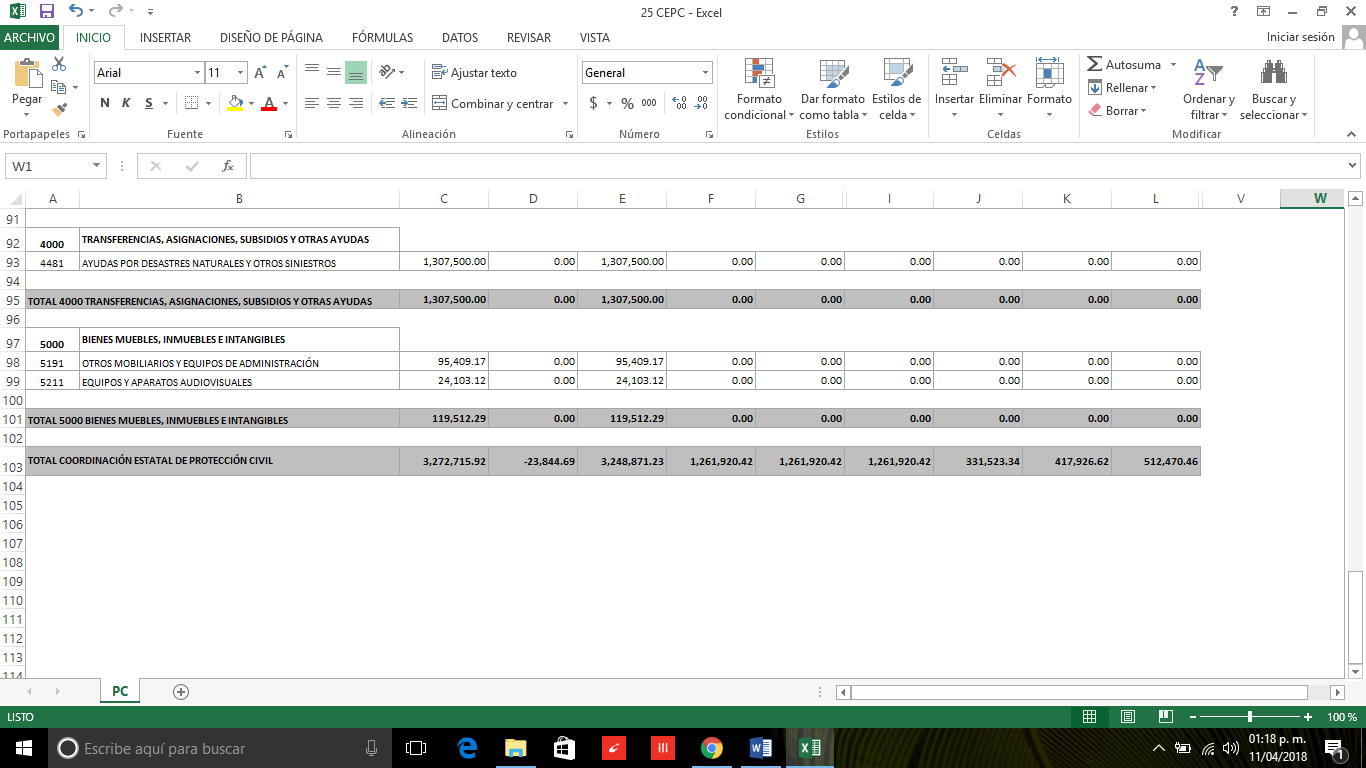 25 CEPC - Excel
ARCHIVO INICIO INSERTAR DISEÑO DE PÁGINA FÓRMULAS DATOS REVISAR VISTA Iniciar sesión
Pegar
Portapapeles
Arial 11
N K S A
Fuente
Ajustar texto
Combinar y centrar
Alineación
General
$ % 000
Número
Formato condicional
Dar formato como tabla
Estilos de celda
Estilos
Insertar Eliminar Formato
Celdas
Autosuma
Rellenar
Borrar
Ordenar y filtrar
Buscar y seleccionar
Modificar
W1 fx
A B C D E F G I J K L V W
91
92 4000 TRANSFERENCIAS, ASIGNACIONES, SUBSIDIOS Y OTRAS AYUDAS
93 4481 AYUDAS POR DESASTRES NATURALES Y OTROS SINIESTROS 1,307,500.00 0.00 1,307,500.00 0.00 0.00 0.00 0.00 0.00 0.00
94
95 TOTAL 4000 TRANSFERENCIAS, ASIGNACIONES, SUBSIDIOS Y OTRAS AYUDAS 1,307,500.00 0.00 1,307,500.00 0.00 0.00 0.00 0.00 0.00 0.00
96
97 5000 BIENES MUEBLES, INMUEBLES E INTANGIBLES
98 5191 OTROS MOBILIARIOS Y EQUIPOS DE ADMINISTRACIÓN 95,409.17 0.00 95,409.17 0.00 0.00 0.00 0.00 0.00 0.00
99 5211 EQUIPOS Y APARATOS AUDIOVISUALES 24,103.12 0.00 24,103.12 0.00 0.00 0.00 0.00 0.00 0.00
100
101 TOTAL 5000 BIENES MUEBLES, INMUEBLES E INTANGIBLES 119,512.29 0.00 119,512.29 0.00 0.00 0.00 0.00 0.00 0.00
102
103 TOTAL COORDINACIÓN ESTATAL DE PROTECCIÓN CIVIL 3,272,715.92 -23,844.69 3,248,871.23 1,261,920.42 1,261,920.42 1,261,920.42 331,523.34 417,926.62 512,470.46
104
105
106
107
108
109
110
111
112
113
114
PC
LISTO 100 %
Escribe aquí para buscar
01:18 p. m.
11/04/2018
1